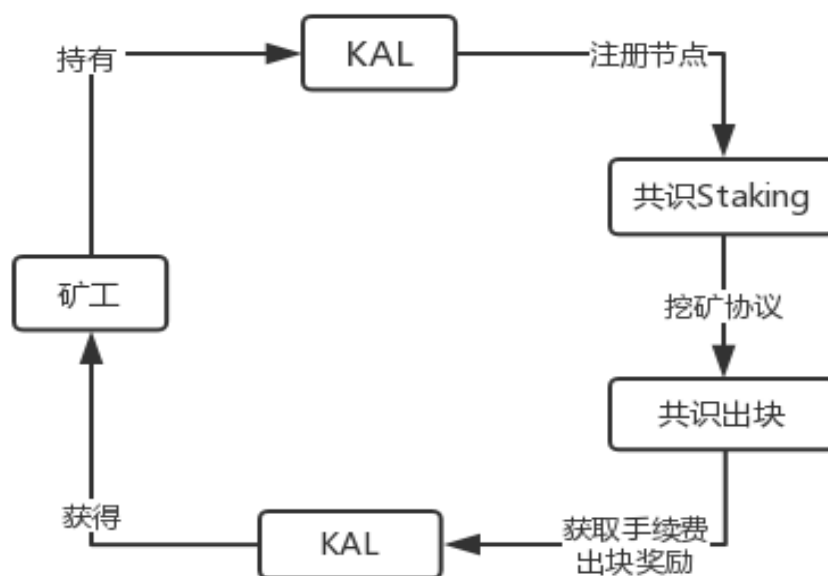 持有
KAL
注册节点
共识Staking
矿工
挖矿协议
共识出块
获得
KAL
获取手续费
出块奖励